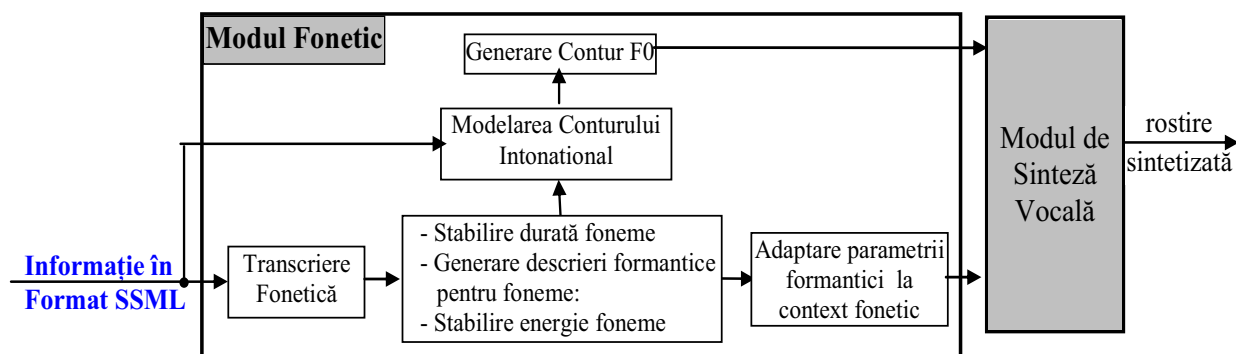 Modul Fonetic
Generare Contur F0
Modelarea Conturului
Intonational
Modul de
Sinteză
Vocală
rostire
sintetizată
Informație în
Format SSML
Transcriere
Fonetică
- Stabilire durată foneme
- Generare descrieri formantice
pentru foneme:
- Stabilire energie foneme
Adaptare parametrii
formantici la
context fonetic